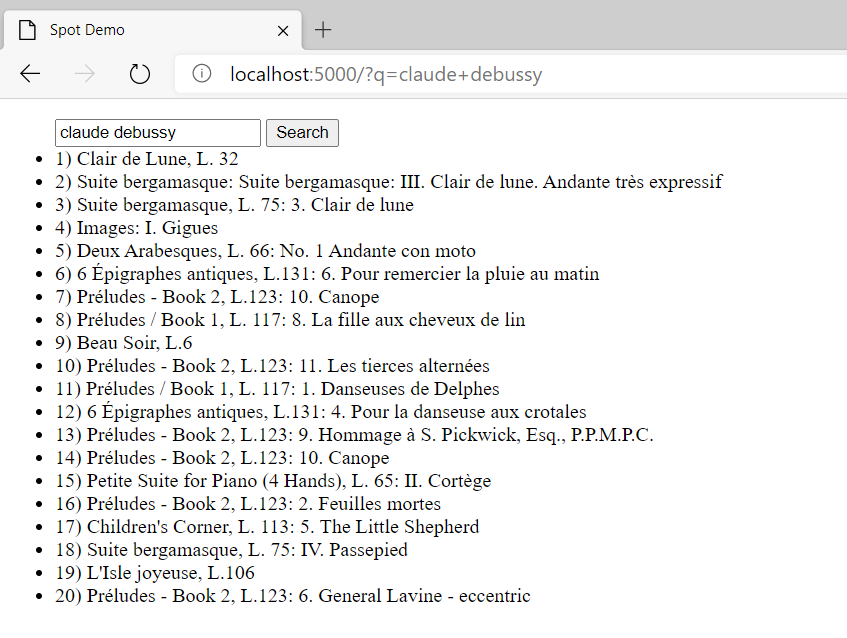 Spot Demo
localhost:5000/?q=claude+debussy
claude debussy Search
1) Clair de Lune, L. 32
2) Suite bergamasque: Suite bergamasque: III. Clair de lune. Andante très expressif
3) Suite bergamasque, L. 75: 3. Clair de lune
4) Images: I. Gigues
5) Deux Arabesques, L. 66: No. 1 Andante con moto
6) 6 Épigraphes antiques, L.131: 6. Pour remercier la pluie au matin
7) Préludes - Book 2, L.123: 10. Canope
8) Préludes / Book 1, L. 117: 8. La fille aux cheveux de lin
9) Beau Soir, L.6
10) Préludes - Book 2, L.123: 11. Les tierces alternées
11) Préludes / Book 1, L. 117: 1. Danseuses de Delphes
12) 6 Épigraphes antiques, L.131: 4. Pour la danseuse aux crotales
13) Préludes - Book 2, L.123: 9. Hommage à S. Pickwick, Esq., P.P.M.P.C.
14) Préludes - Book 2, L.123: 10. Canope
15) Petite Suite for Piano (4 Hands), L. 65: II. Cortège
16) Préludes - Book 2, L.123: 2. Feuilles mortes
17) Children's Corner, L. 113: 5. The Little Shepherd
18) Suite bergamasque, L. 75: IV. Passepied
19) L'Isle joyeuse, L.106
20) Préludes - Book 2, L.123: 6. General Lavine - eccentric